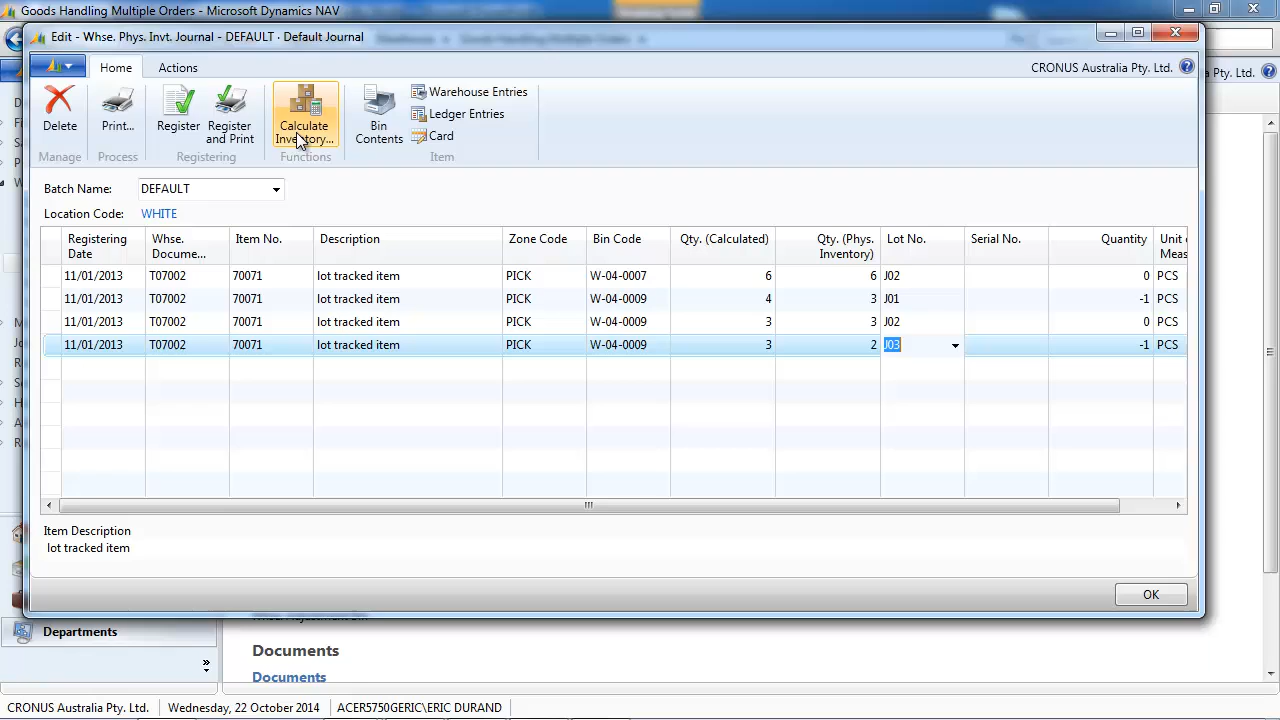 Goods Handling Multiple Orders - Microsoft Dynamics NAV
Edit - Whse. Phys. Invt. Journal - DEFAULT · Default Journal
Home Actions
CRONUS Australia Pty. Ltd.
Pty. Ltd.
Delete
Print...
Register
Register and Print
Calculate Inventory...
Bin Contents
Warehouse Entries
Ledger Entries
Card
Manage Process Registering Functions Item
Batch Name: DEFAULT
Location Code: WHITE
Registering Date Whse. Docume... Item No. Description Zone Code Bin Code Qty. (Calculated) Qty. (Phys. Inventory) Lot No. Serial No. Quantity Unit Meas
11/01/2013 T07002 70071 lot tracked item PICK W-04-0007 6 6 J02 0 PCS
11/01/2013 T07002 70071 lot tracked item PICK W-04-0009 4 3 J01 -1 PCS
11/01/2013 T07002 70071 lot tracked item PICK W-04-0009 3 3 J02 0 PCS
11/01/2013 T07002 70071 lot tracked item PICK W-04-0009 3 2 J03 -1 PCS
Item Description
lot tracked item
OK
Departments
Documents
Documents
CRONUS Australia Pty. Ltd. Wednesday, 22 October 2014 ACER5750GERIC\ERIC DURAND